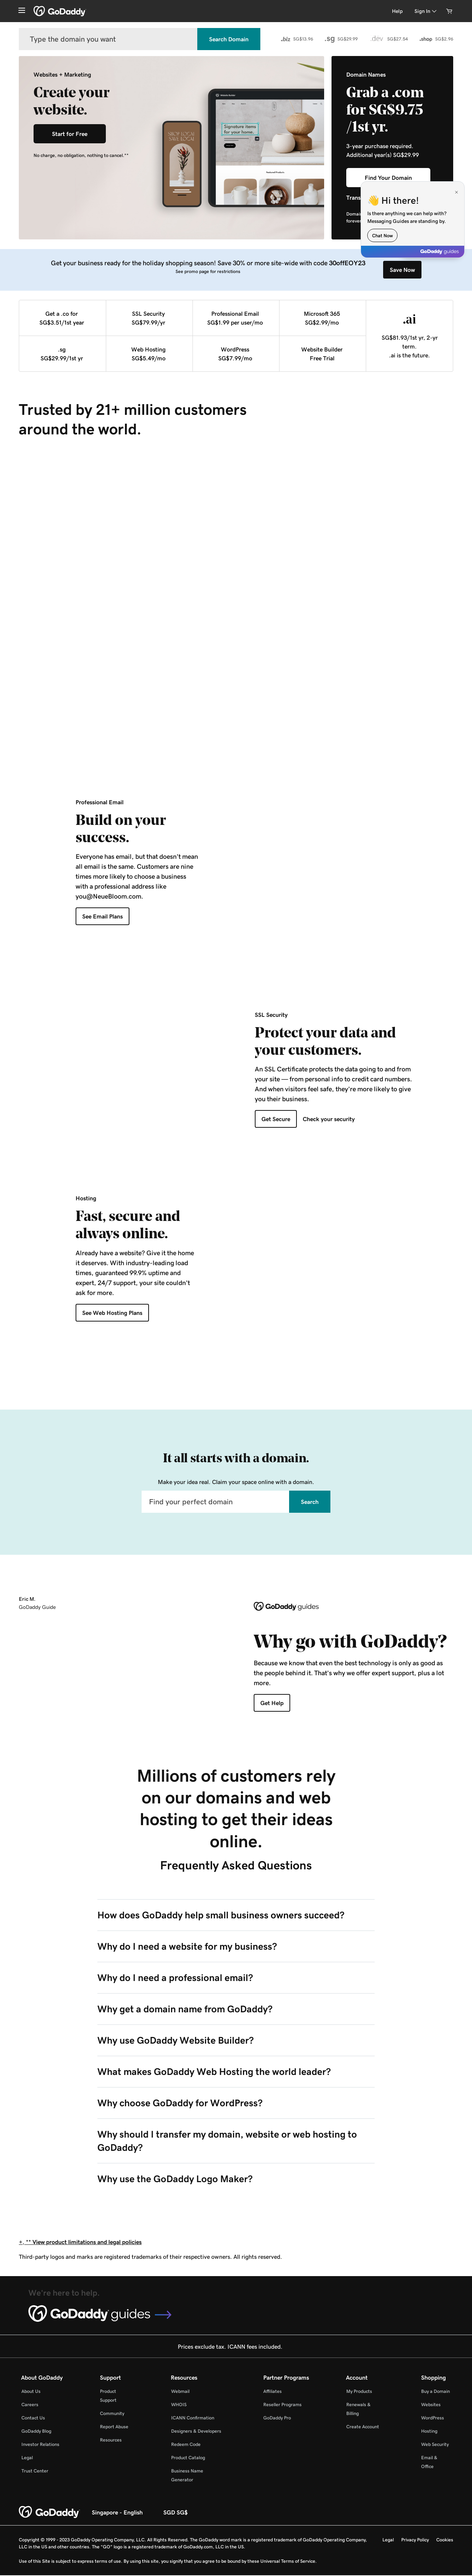 GoDaddy
Help
Sign In
Type the domain you want
Search Domain
.biz SG$13.96
.sg SG$29.99
.dev SG$27.54
.shop SG$2.96
Websites + Marketing
Create your
website.
Start for Free
No charge, no obligation, nothing to cancel.**
DROP INTO
LOVE
Signature items
for your home.
Domain Names
Grab a .com
for SG$9.75
/1st yr.
3-year purchase required.
Additional year(s) SG$29.99
Find Your Domain
Trans
Domai
foreve
👋 Hi there!
×
Is there anything we can help with?
Messaging Guides are standing by.
Chat Now
GoDaddy guides
Get your business ready for the holiday shopping season! Save 30% or more site-wide with code 30offEOY23
See promo page for restrictions
Save Now
Get a .co for
SG$3.51/1st year
SSL Security
SG$79.99/yr
Professional Email
SG$1.99 per user/mo
Microsoft 365
SG$2.99/mo
.ai
SG$81.93/1st yr, 2-yr
term.
.ai is the future.
.sg
SG$29.99/1st yr
Web Hosting
SG$5.49/mo
WordPress
SG$7.99/mo
Website Builder
Free Trial
Trusted by 21+ million customers
around the world.
Professional Email
Build on your
success.
Everyone has email, but that doesn't mean
all email is the same. Customers are nine
times more likely to choose a business
with a professional address like
you@NeueBloom.com.
See Email Plans
SSL Security
Protect your data and
your customers.
An SSL Certificate protects the data going to and from
your site — from personal info to credit card numbers.
And when visitors feel safe, they're more likely to give
you their business.
Get Secure
Check your security
Hosting
Fast, secure and
always online.
Already have a website? Give it the home
it deserves. With industry-leading load
times, guaranteed 99.9% uptime and
expert, 24/7 support, your site couldn't
ask for more.
See Web Hosting Plans
It all starts with a domain.
Make your idea real. Claim your space online with a domain.
Find your perfect domain
Search
Eric M.
GoDaddy Guide
GoDaddy guides
Why go with GoDaddy?
Because we know that even the best technology is only as good as
the people behind it. That's why we offer expert support, plus a lot
more.
Get Help
Millions of customers rely
on our domains and web
hosting to get their ideas
online.
Frequently Asked Questions
How does GoDaddy help small business owners succeed?
Why do I need a website for my business?
Why do I need a professional email?
Why get a domain name from GoDaddy?
Why use GoDaddy Website Builder?
What makes GoDaddy Web Hosting the world leader?
Why choose GoDaddy for WordPress?
Why should I transfer my domain, website or web hosting to
GoDaddy?
Why use the GoDaddy Logo Maker?
+, ** View product limitations and legal policies
Third-party logos and marks are registered trademarks of their respective owners. All rights reserved.
We're here to help.
GoDaddy guides
Prices exclude tax. ICANN fees included.
About GoDaddy
About Us
Careers
Contact Us
GoDaddy Blog
Investor Relations
Legal
Trust Center
Support
Product
Support
Community
Report Abuse
Resources
Resources
Webmail
WHOIS
ICANN Confirmation
Designers & Developers
Redeem Code
Product Catalog
Business Name
Generator
Partner Programs
Affiliates
Reseller Programs
GoDaddy Pro
Account
My Products
Renewals &
Billing
Create Account
Shopping
Buy a Domain
Websites
WordPress
Hosting
Web Security
Email &
Office
GoDaddy
Singapore - English
SGD SG$
Copyright © 1999 - 2023 GoDaddy Operating Company, LLC. All Rights Reserved. The GoDaddy word mark is a registered trademark of GoDaddy Operating Company,
LLC in the US and other countries. The "GO" logo is a registered trademark of GoDaddy.com, LLC in the US.
Legal
Privacy Policy
Cookies
Use of this Site is subject to express terms of use. By using this site, you signify that you agree to be bound by these Universal Terms of Service.